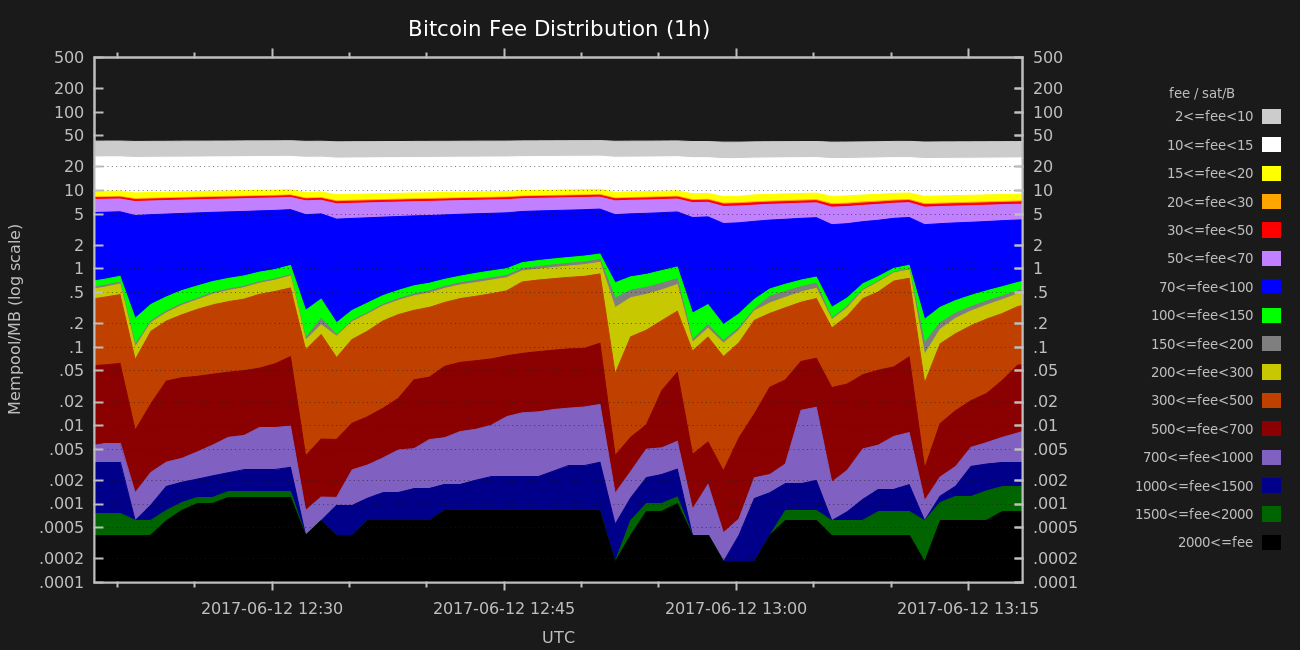 Bitcoin Fee Distribution (1h)
500
200
100
50
20
10
5
2
1
.5
.2
.1
.05
.02
.01
.005
.002
.001
.0005
.0002
.0001
Mempool/MB (log scale)
500
200
100
50
20
10
5
2
1
.5
.2
.1
.05
.02
.01
.005
.002
.001
.0005
.0002
.0001
fee / sat/B
2<=fee<10
10<=fee<15
15<=fee<20
20<=fee<30
30<=fee<50
50<=fee<70
70<=fee<100
100<=fee<150
150<=fee<200
200<=fee<300
300<=fee<500
500<=fee<700
700<=fee<1000
1000<=fee<1500
1500<=fee<2000
2000<=fee
2017-06-12 12:30
2017-06-12 12:45
2017-06-12 13:00
2017-06-12 13:15
UTC